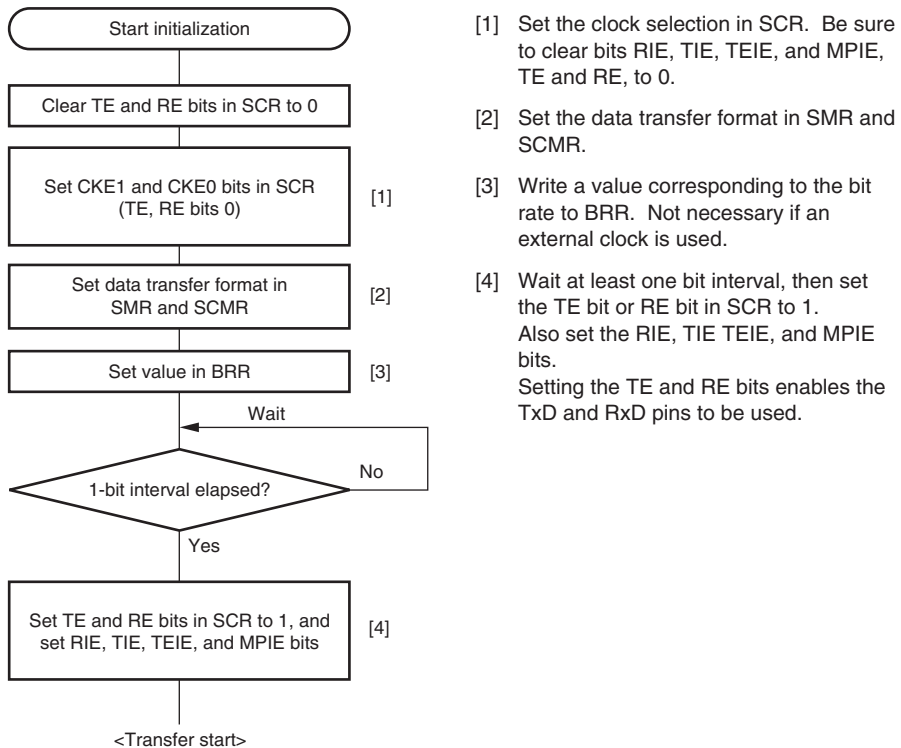 Start initialization
Clear TE and RE bits in SCR to 0
Set CKE1 and CKE0 bits in SCR
(TE, RE bits 0)
[1]
Set data transfer format in
SMR and SCMR
[2]
Set value in BRR
[3]
Wait
1-bit interval elapsed?
No
Yes
Set TE and RE bits in SCR to 1, and
set RIE, TIE, TEIE, and MPIE bits
[4]
<Transfer start>
[1] Set the clock selection in SCR. Be sure
to clear bits RIE, TIE, TEIE, and MPIE,
TE and RE, to 0.
[2] Set the data transfer format in SMR and
SCMR.
[3] Write a value corresponding to the bit
rate to BRR. Not necessary if an
external clock is used.
[4] Wait at least one bit interval, then set
the TE bit or RE bit in SCR to 1.
Also set the RIE, TIE TEIE, and MPIE
bits.
Setting the TE and RE bits enables the
TxD and RxD pins to be used.